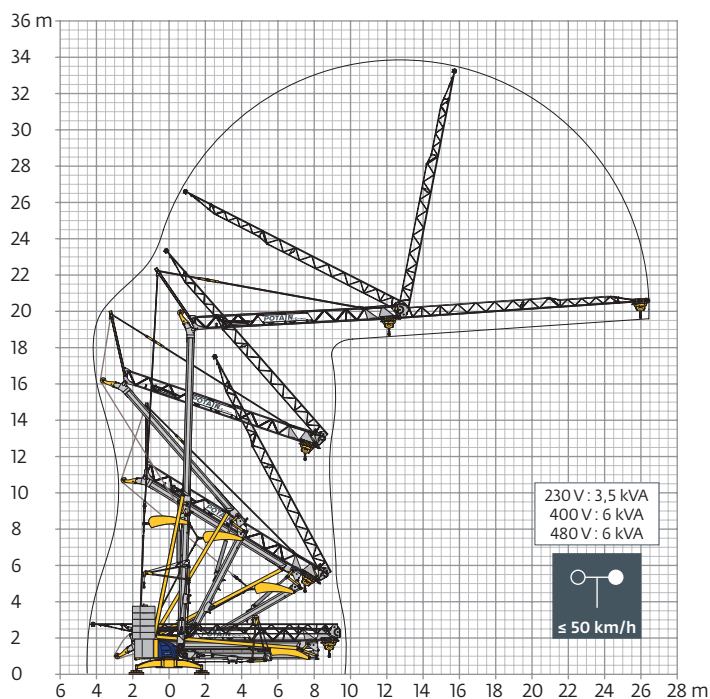 36 m
34
32
30
28
26
24
22
20
18
16
14
12
10
8
6
4
2
0
POTAIN
POTAIN
230 V : 3,5 kVA
400 V : 6 kVA
480 V : 6 kVA
≤ 50 km/h
6 4 2 0 2 4 6 8 10 12 14 16 18 20 22 24 26 28 m